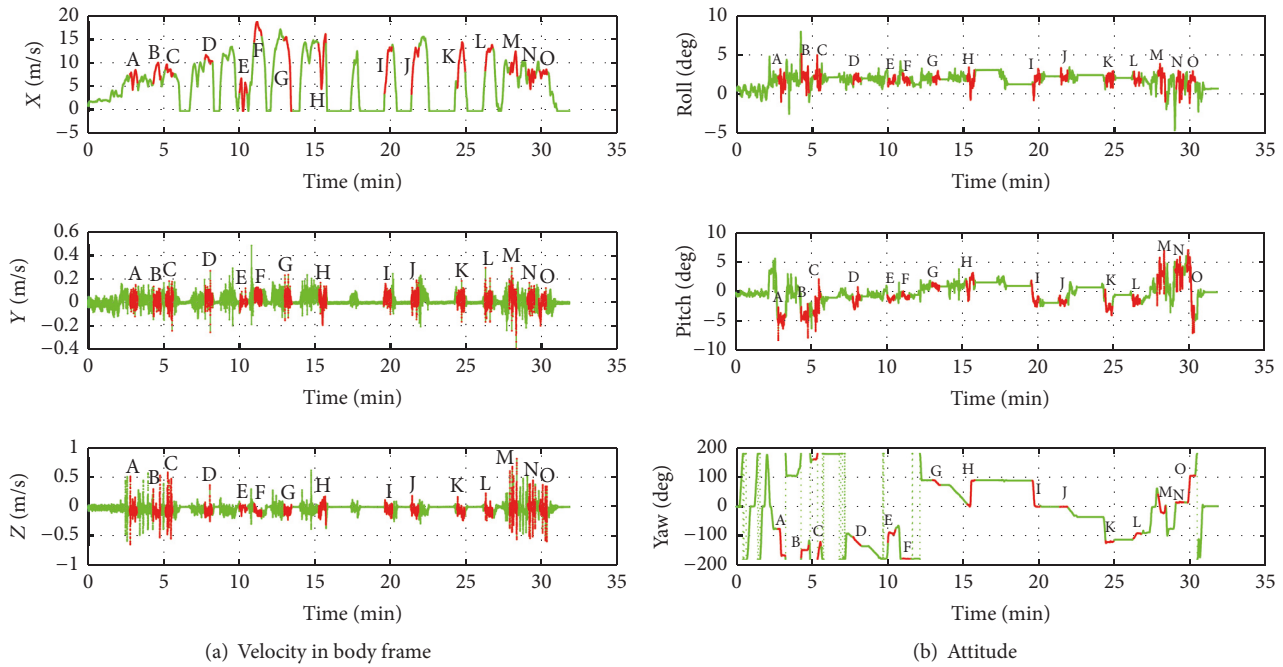 20
15
10
5
0
−5
X (m/s)
A B C D E F G H I J K L M N O
0 5 10 15 20 25 30 35
Time (min)
0.6
0.4
0.2
0
−0.2
−0.4
Y (m/s)
A B C D E F G H I J K L M N O
0 5 10 15 20 25 30 35
Time (min)
1
0.5
0
−0.5
−1
Z (m/s)
A B C D E F G H I J K L M N O
0 5 10 15 20 25 30 35
Time (min)
(a) Velocity in body frame
10
5
0
−5
Roll (deg)
A B C D E F G H I J K L M N O
0 5 10 15 20 25 30 35
Time (min)
10
5
0
−5
−10
Pitch (deg)
A B C D E F G H I J K L M N O
0 5 10 15 20 25 30 35
Time (min)
200
100
0
−100
−200
Yaw (deg)
A B C D E F G H I J K L M N O
0 5 10 15 20 25 30 35
Time (min)
(b) Attitude